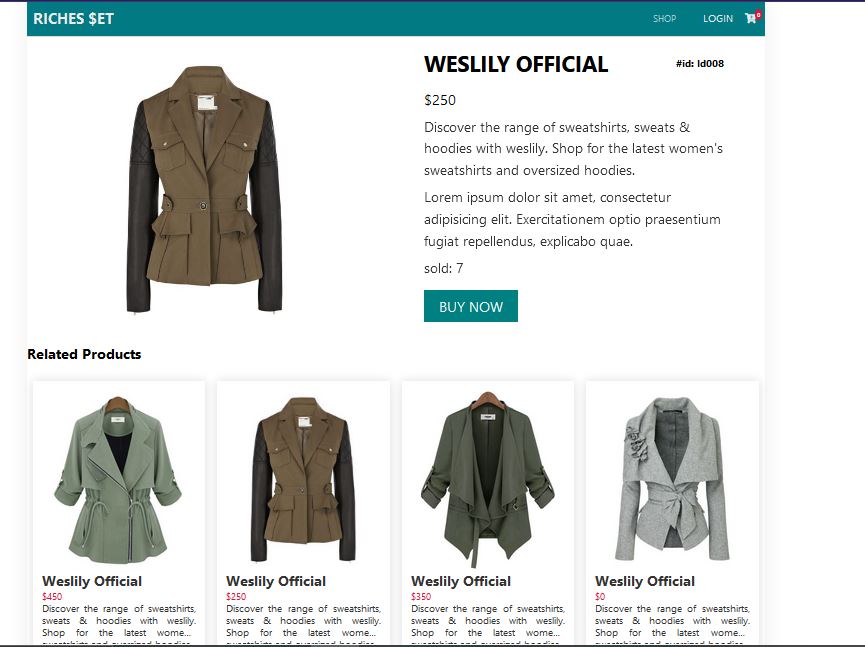 RICHES $ET
SHOP
LOGIN
0
WESLILY OFFICIAL
#id: ld008
$250
Discover the range of sweatshirts, sweats &
hoodies with weslily. Shop for the latest women's
sweatshirts and oversized hoodies.
Lorem ipsum dolor sit amet, consectetur
adipisicing elit. Exercitationem optio praesentium
fugiat repellendus, explicabo quae.
sold: 7
BUY NOW
Related Products
Weslily Official
$450
Discover the range of sweatshirts,
sweats & hoodies with weslily.
Shop for the latest wome...
Weslily Official
$250
Discover the range of sweatshirts,
sweats & hoodies with weslily.
Shop for the latest wome...
Weslily Official
$350
Discover the range of sweatshirts,
sweats & hoodies with weslily.
Shop for the latest wome...
Weslily Official
$0
Discover the range of sweatshirts,
sweats & hoodies with weslily.
Shop for the latest wome...